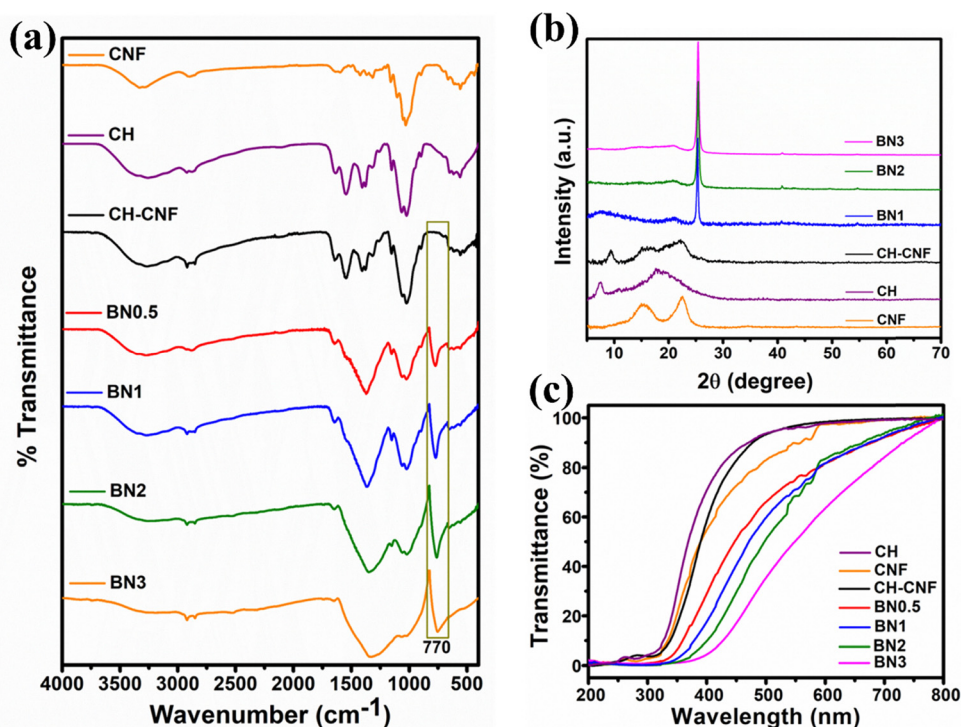 (a)
CNF
CH
CH-CNF
BN0.5
BN1
BN2
BN3
770
% Transmittance
4000 3500 3000 2500 2000 1500 1000 500
Wavenumber (cm-1)
(b)
BN3
BN2
BN1
CH-CNF
CH
CNF
Intensity (a.u.)
5 10 20 30 40 50 60 70
2θ (degree)
(c)
100
80
60
40
20
0
Transmittance (%)
CH
CNF
CH-CNF
BN0.5
BN1
BN2
BN3
200 300 400 500 600 700 800
Wavelength (nm)